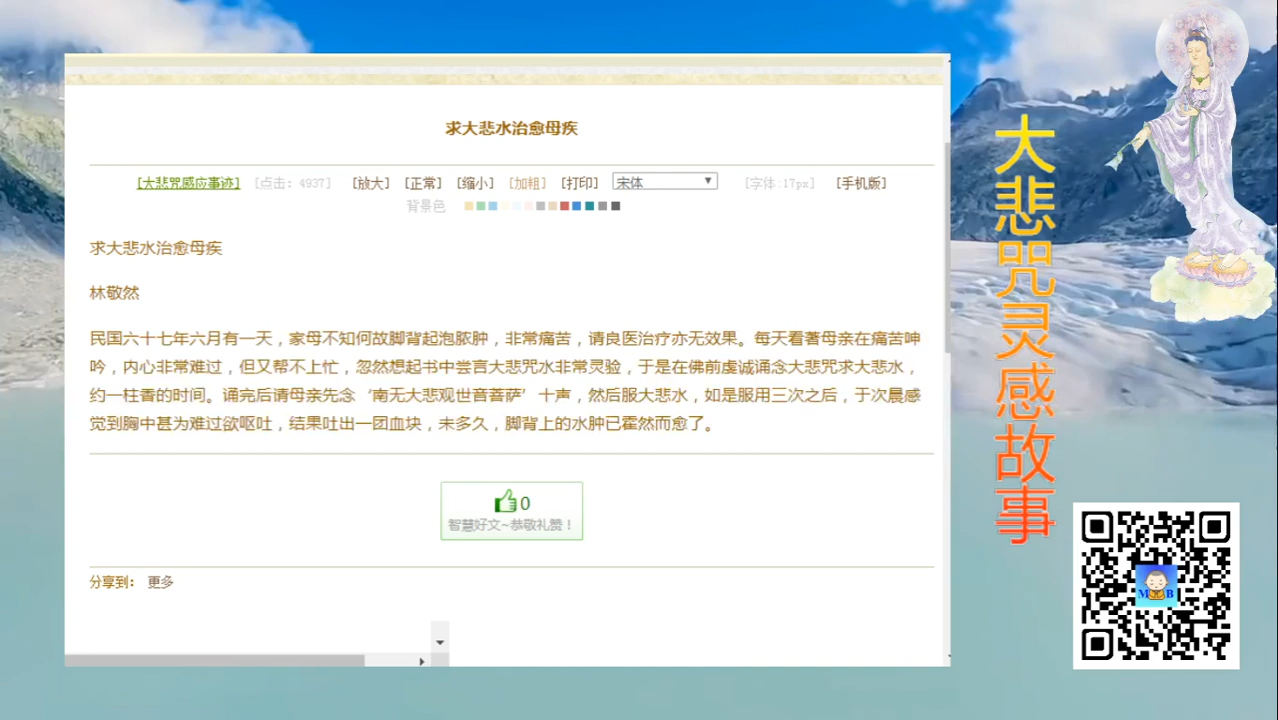 求大悲水治愈母疾
[大悲咒感应事迹] [点击：4937] [放大] [正常] [缩小] [加粗] [打印] 宋体 [字体:17px] [手机版]
背景色
求大悲水治愈母疾
林敬然
民国六十七年六月有一天，家母不知何故脚背起泡脓肿，非常痛苦，请良医治疗亦无效果。每天看著母亲在痛苦呻
吟，内心非常难过，但又帮不上忙，忽然想起书中尝言大悲咒水非常灵验，于是在佛前虔诚诵念大悲咒求大悲水，
约一柱香的时间。诵完后请母亲先念‘南无大悲观世音菩萨’十声，然后服大悲水，如是服用三次之后，于次晨感
觉到胸中甚为难过欲呕吐，结果吐出一团血块，未多久，脚背上的水肿已霍然而愈了。
0
智慧好文~恭敬礼赞！
分享到： 更多
大悲咒灵感故事
M B